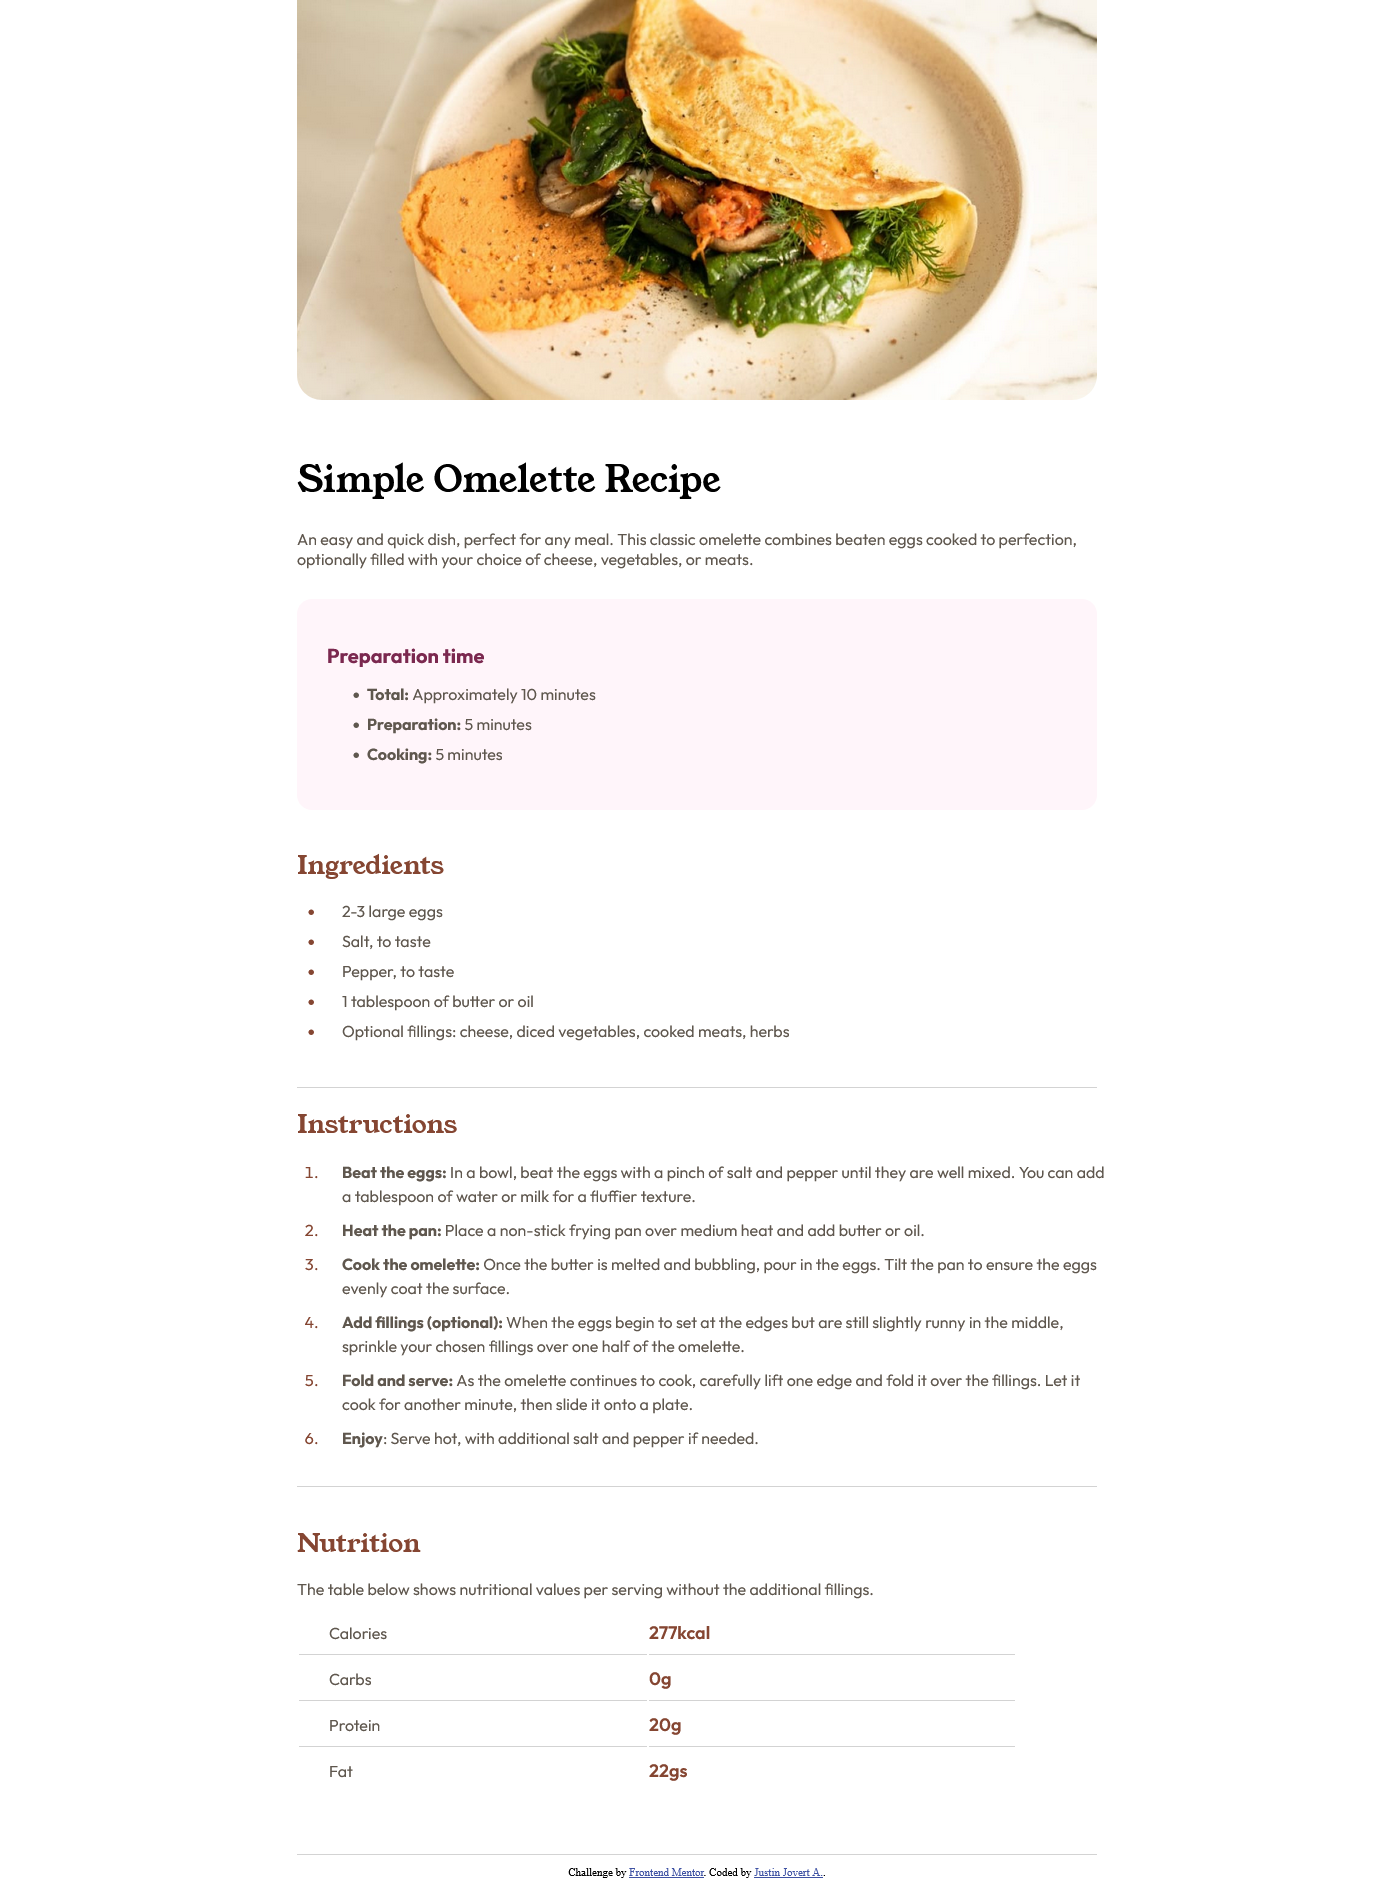 Simple Omelette Recipe
An easy and quick dish, perfect for any meal. This classic omelette combines beaten eggs cooked to perfection,
optionally filled with your choice of cheese, vegetables, or meats.
Preparation time
• Total: Approximately 10 minutes
• Preparation: 5 minutes
• Cooking: 5 minutes
Ingredients
• 2-3 large eggs
• Salt, to taste
• Pepper, to taste
• 1 tablespoon of butter or oil
• Optional fillings: cheese, diced vegetables, cooked meats, herbs
Instructions
1. Beat the eggs: In a bowl, beat the eggs with a pinch of salt and pepper until they are well mixed. You can add
a tablespoon of water or milk for a fluffier texture.
2. Heat the pan: Place a non-stick frying pan over medium heat and add butter or oil.
3. Cook the omelette: Once the butter is melted and bubbling, pour in the eggs. Tilt the pan to ensure the eggs
evenly coat the surface.
4. Add fillings (optional): When the eggs begin to set at the edges but are still slightly runny in the middle,
sprinkle your chosen fillings over one half of the omelette.
5. Fold and serve: As the omelette continues to cook, carefully lift one edge and fold it over the fillings. Let it
cook for another minute, then slide it onto a plate.
6. Enjoy: Serve hot, with additional salt and pepper if needed.
Nutrition
The table below shows nutritional values per serving without the additional fillings.
Calories 277kcal
Carbs 0g
Protein 20g
Fat 22gs
Challenge by Frontend Mentor. Coded by Justin Jovert A..